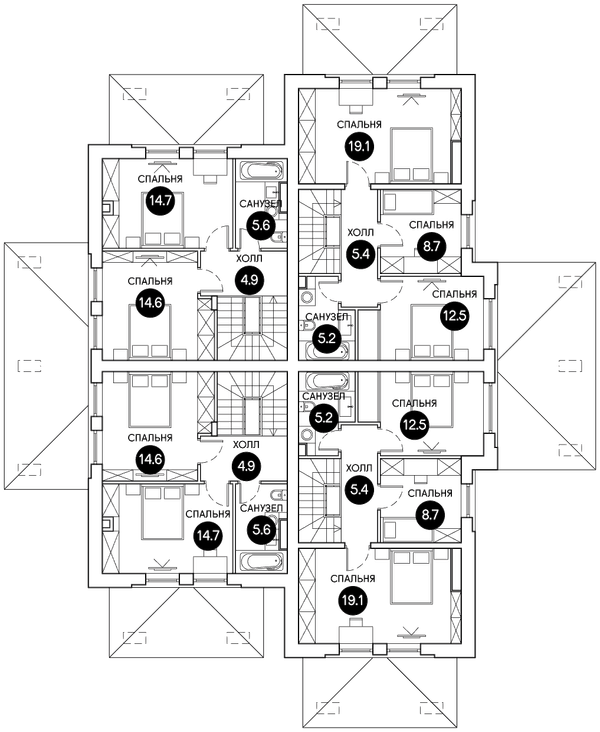 СПАЛЬНЯ
19.1
СПАЛЬНЯ
14.7
САНУЗЕЛ
5.6
СПАЛЬНЯ
8.7
ХОЛЛ
5.4
ХОЛЛ
4.9
СПАЛЬНЯ
14.6
СПАЛЬНЯ
12.5
САНУЗЕЛ
5.2
САНУЗЕЛ
5.2
12.5
СПАЛЬНЯ
СПАЛЬНЯ
14.6
ХОЛЛ
4.9
ХОЛЛ
5.4
СПАЛЬНЯ
8.7
СПАЛЬНЯ
14.7
САНУЗЕЛ
5.6
СПАЛЬНЯ
19.1